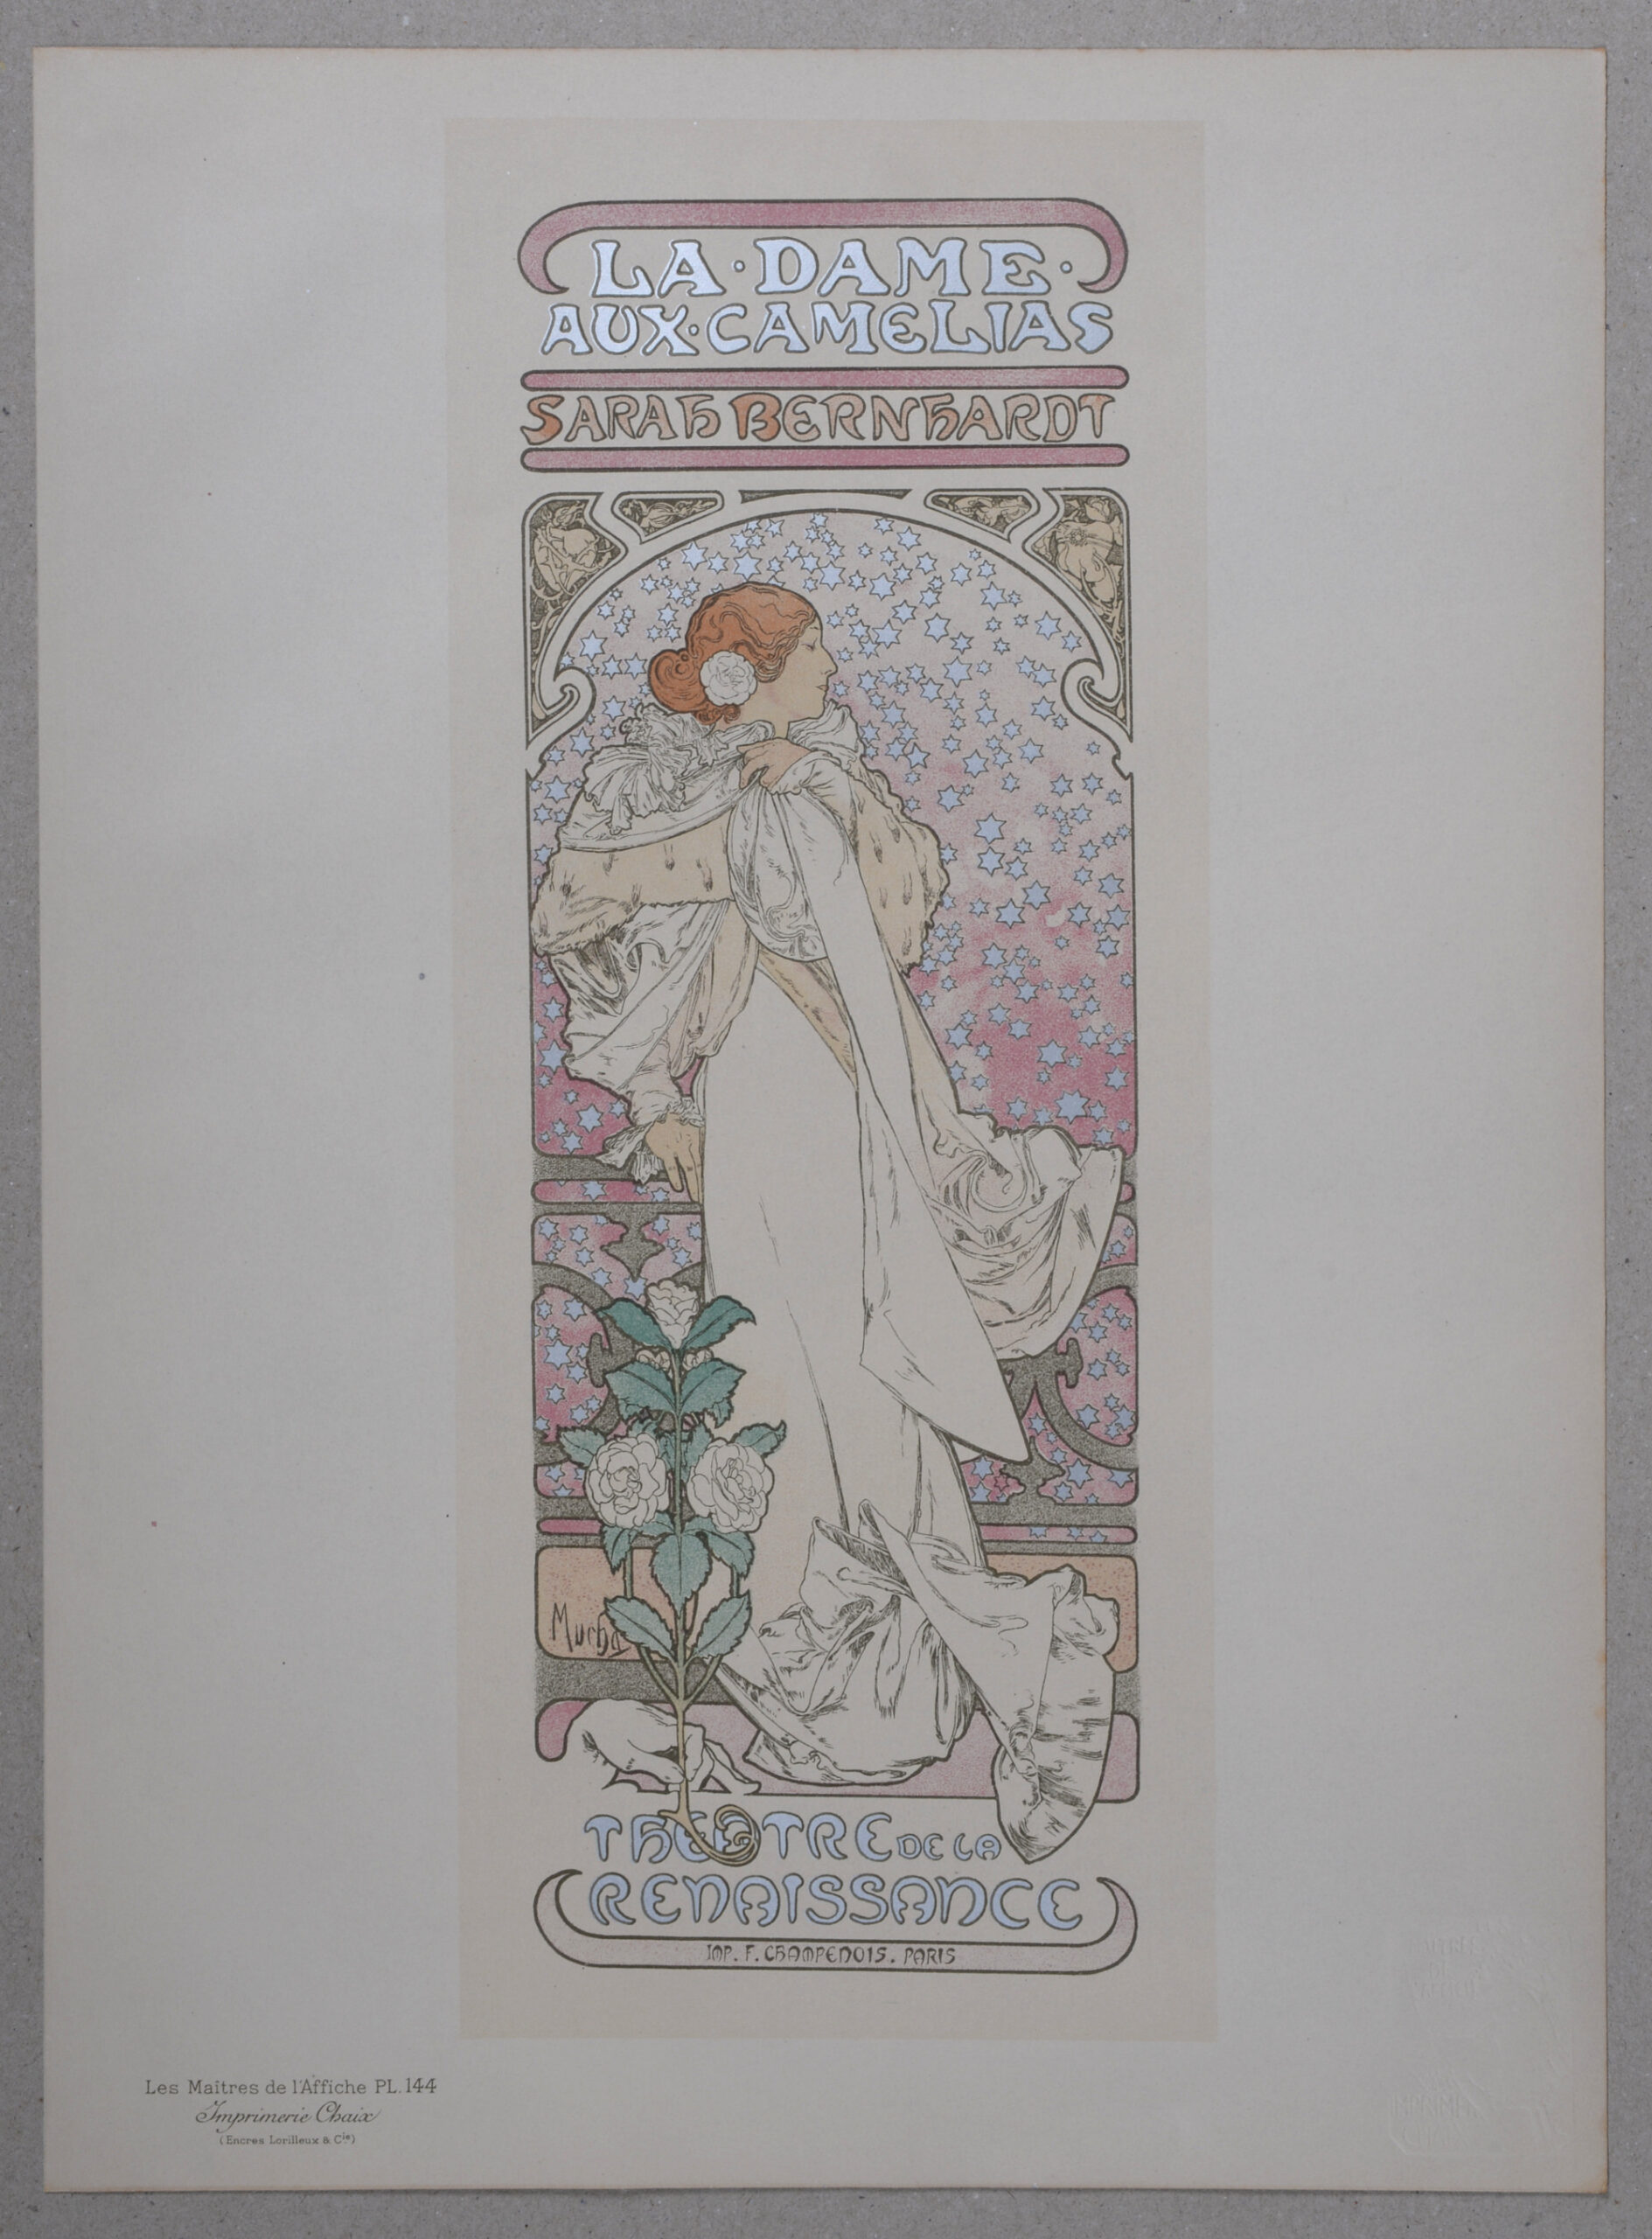 LA·DAME·
AUX·CAMELIAS
SARAH BERNHARDT
Mucha
THEATRE DE LA
RENAISSANCE
IMP. F. CHAMPENOIS. PARIS
Les Maîtres de l'Affiche PL. 144
Imprimerie Chaix
(Encres Lorilleux & Cie)